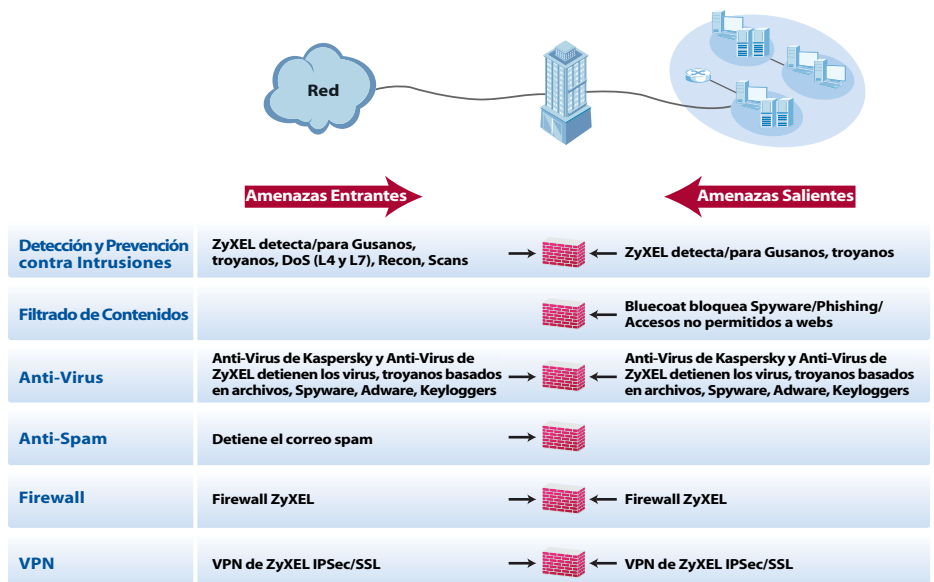 Red
Amenazas Entrantes
Amenazas Salientes
Detección y Prevención
contra Intrusiones
ZyXEL detecta/para Gusanos,
troyanos, DoS (L4 y L7), Recon, Scans
ZyXEL detecta/para Gusanos, troyanos
Filtrado de Contenidos
Bluecoat bloquea Spyware/Phishing/
Accesos no permitidos a webs
Anti-Virus
Anti-Virus de Kaspersky y Anti-Virus de
ZyXEL detienen los virus, troyanos basados
en archivos, Spyware, Adware, Keyloggers
Anti-Virus de Kaspersky y Anti-Virus de
ZyXEL detienen los virus, troyanos basados
en archivos, Spyware, Adware, Keyloggers
Anti-Spam
Detiene el correo spam
Firewall
Firewall ZyXEL
Firewall ZyXEL
VPN
VPN de ZyXEL IPSec/SSL
VPN de ZyXEL IPSec/SSL